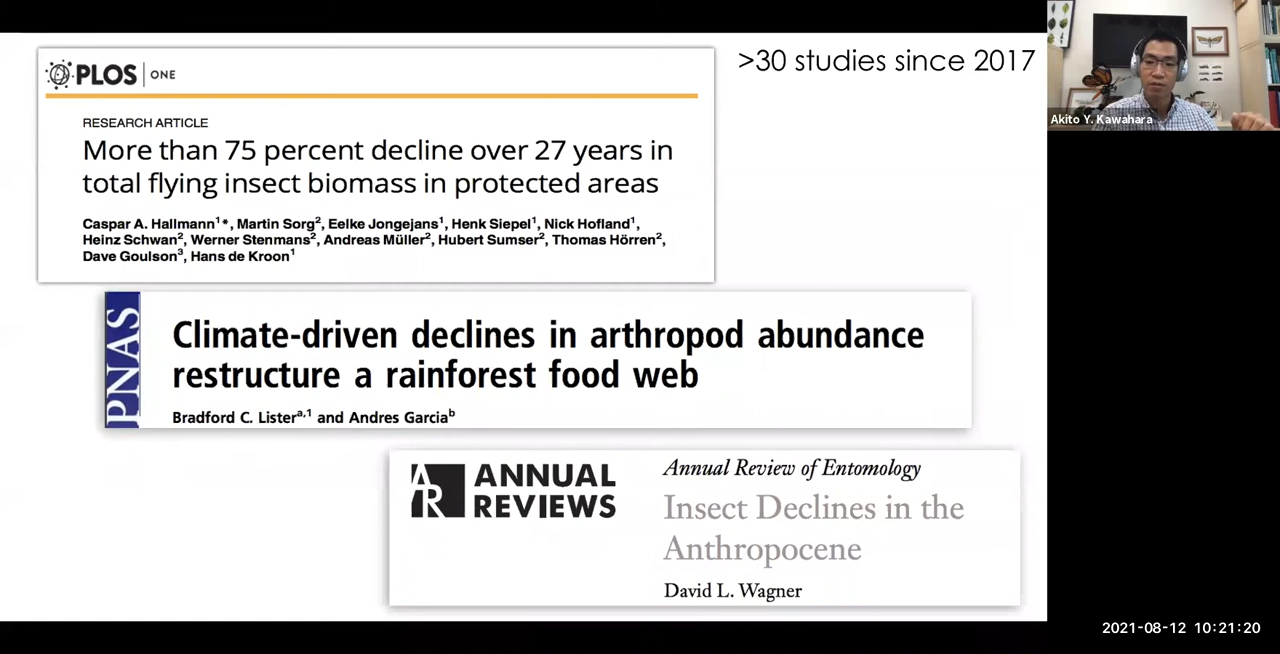 PLOS ONE
>30 studies since 2017
Akito Y. Kawahara
RESEARCH ARTICLE
More than 75 percent decline over 27 years in
total flying insect biomass in protected areas
Caspar A. Hallmann¹*, Martin Sorg², Eelke Jongejans¹, Henk Siepel¹, Nick Hofland¹,
Heinz Schwan², Werner Stenmans², Andreas Müller², Hubert Sumser², Thomas Hörren²,
Dave Goulson³, Hans de Kroon¹
PNAS
Climate-driven declines in arthropod abundance
restructure a rainforest food web
Bradford C. Listerᵃ,¹ and Andres Garciaᵇ
AR ANNUAL
REVIEWS
Annual Review of Entomology
Insect Declines in the
Anthropocene
David L. Wagner
2021-08-12 10:21:20